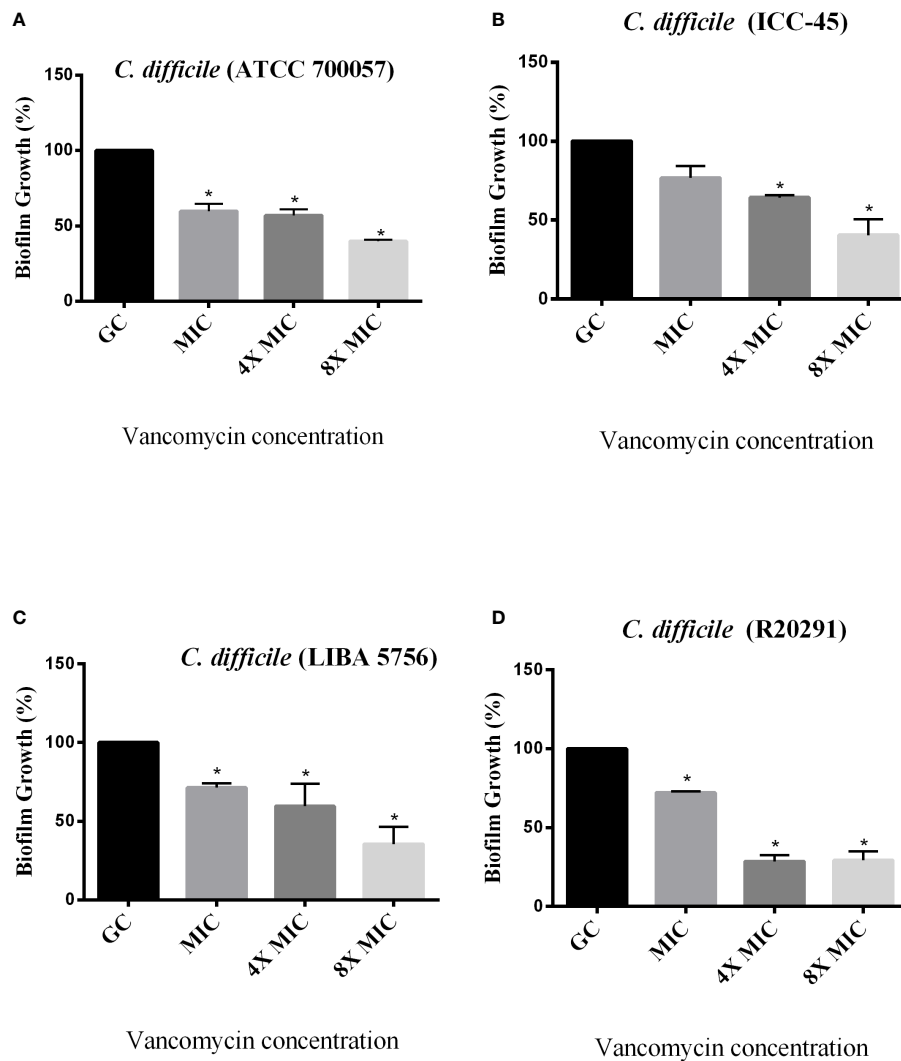 A
C. difficile (ATCC 700057)
Biofilm Growth (%)
150
100
50
0
*
*
*
GC
MIC
4X MIC
8X MIC
Vancomycin concentration
B
C. difficile (ICC-45)
Biofilm Growth (%)
150
100
50
0
*
*
GC
MIC
4X MIC
8X MIC
Vancomycin concentration
C
C. difficile (LIBA 5756)
Biofilm Growth (%)
150
100
50
0
*
*
*
GC
MIC
4X MIC
8X MIC
Vancomycin concentration
D
C. difficile (R20291)
Biofilm Growth (%)
150
100
50
0
*
*
*
GC
MIC
4X MIC
8X MIC
Vancomycin concentration